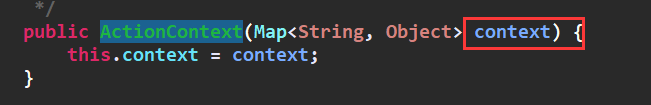 */
public ActionContext(Map<String, Object> context) {
this.context = context;
}